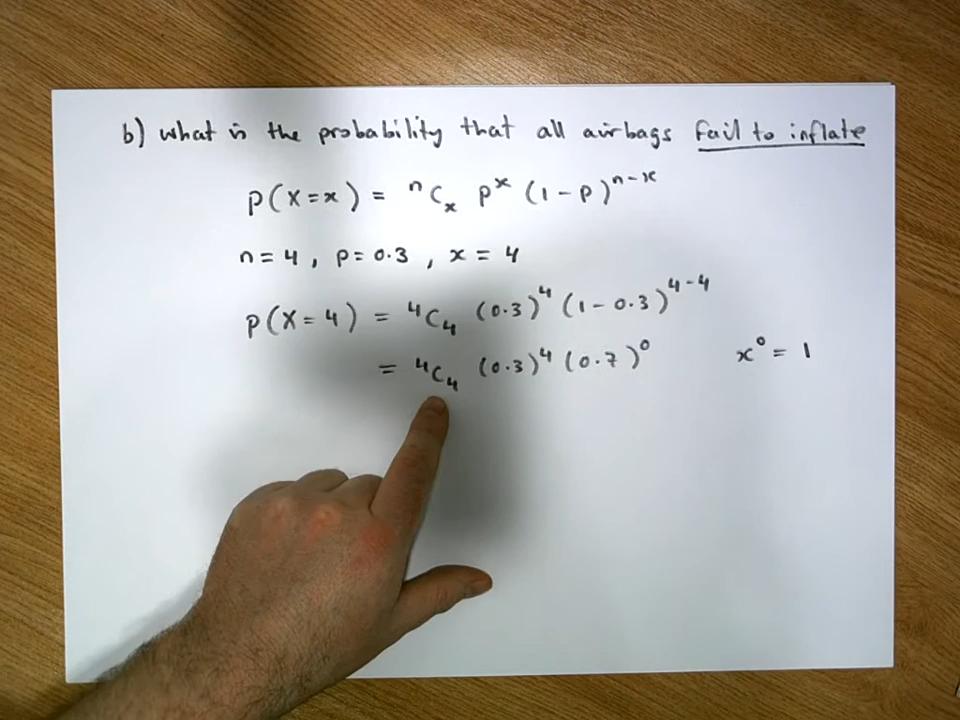 b) what is the probability that all airbags fail to inflate
P(X=x) = ⁿCₓ pˣ (1-p)ⁿ⁻ˣ
n=4, p=0.3, x=4
P(X=4) = ⁴C₄ (0.3)⁴ (1-0.3)⁴⁻⁴
= ⁴C₄ (0.3)⁴ (0.7)⁰ x⁰ = 1